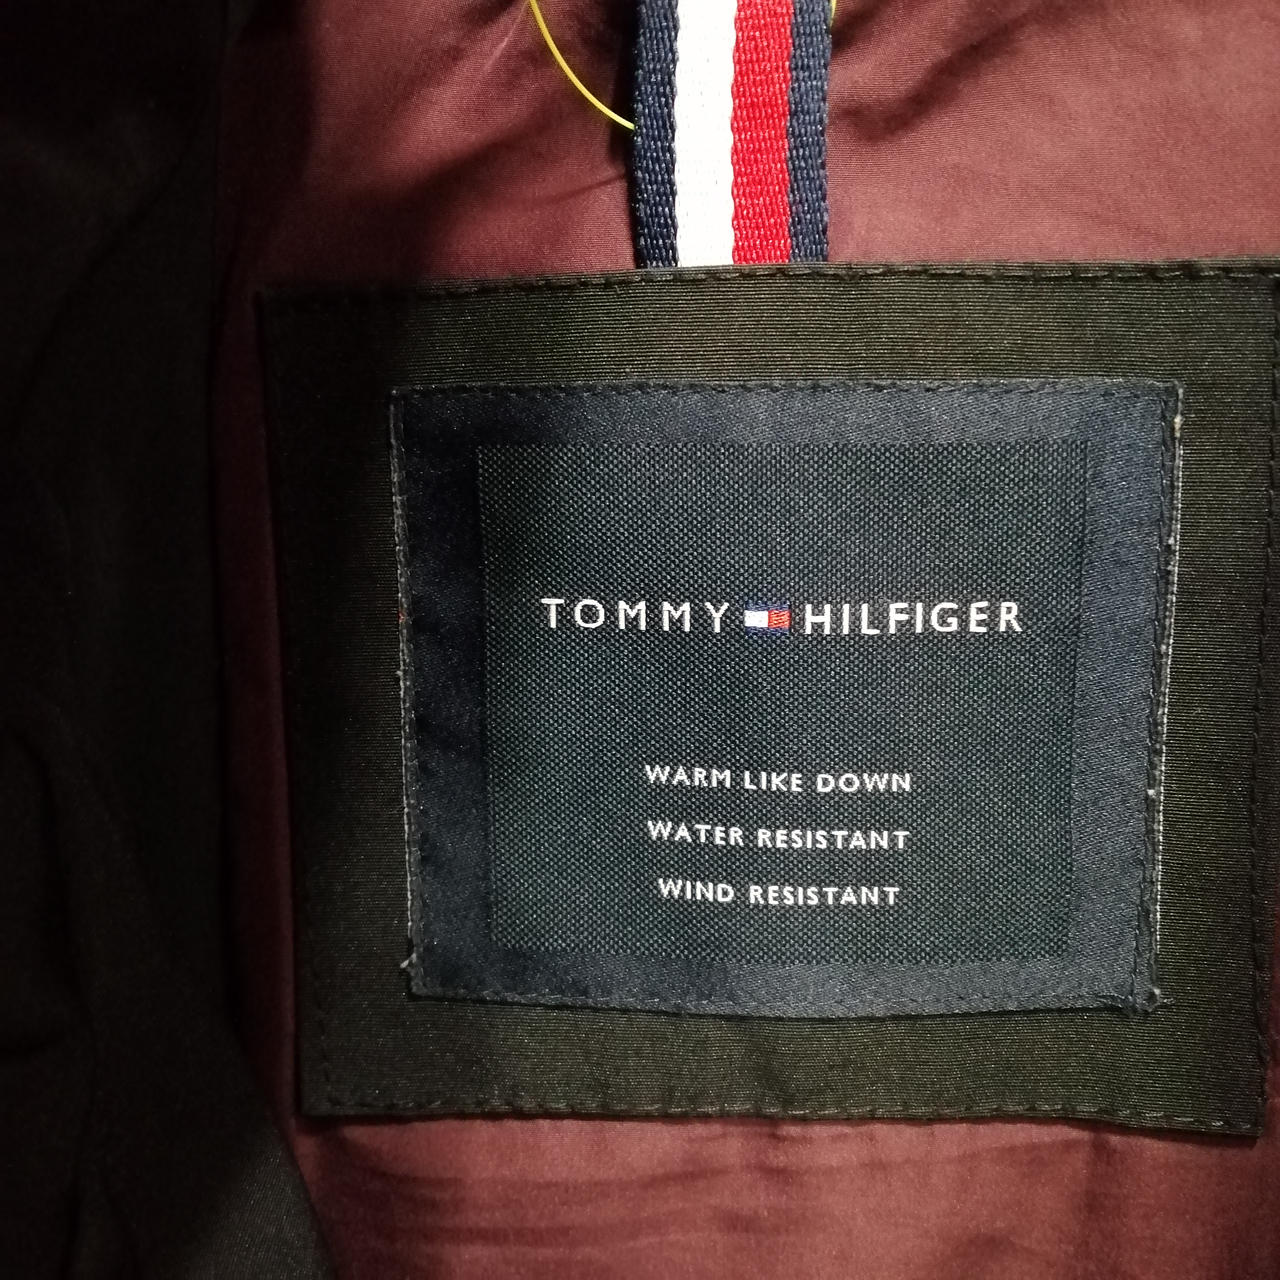 TOMMY HILFIGER
WARM LIKE DOWN
WATER RESISTANT
WIND RESISTANT